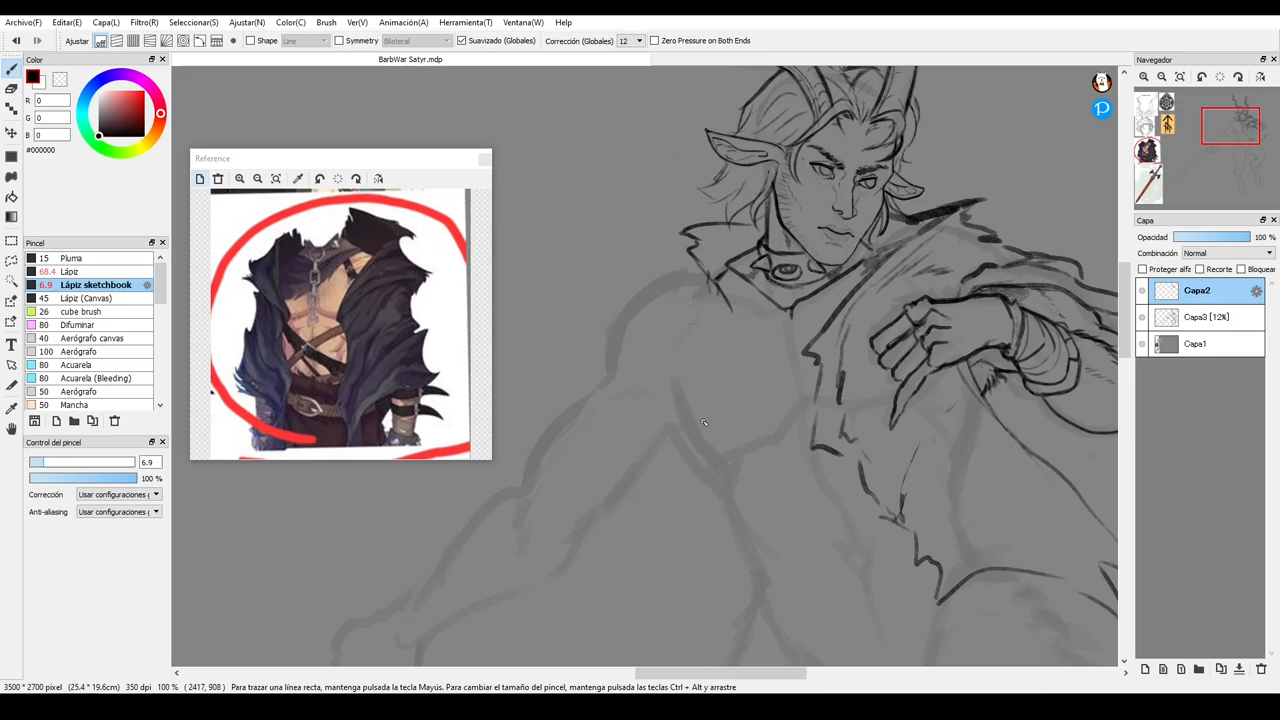 Archivo(F) Editar(E) Capa(L) Filtro(R) Seleccionar(S) Ajustar(N) Color(C) Brush Ver(V) Animación(A) Herramienta(T) Ventana(W) Help
Ajustar off Shape Line Symmetry Bilateral Suavizado (Globales) Corrección (Globales) 12 Zero Pressure on Both Ends
Color
BarbWar Satyr.mdp
Navegador
R 0
G 0
B 0
#000000
Reference
Capa
Opacidad 100 %
Combinación Normal
Proteger alfa Recorte Bloquear
Capa2
Capa3 [12%]
Capa1
Pincel
15 Pluma
68.4 Lápiz
6.9 Lápiz sketchbook
45 Lápiz (Canvas)
26 cube brush
80 Difuminar
40 Aerógrafo canvas
100 Aerógrafo
80 Acuarela
80 Acuarela (Bleeding)
50 Aerógrafo
50 Mancha
Control del pincel
6.9
100 %
Corrección Usar configuraciones
Anti-aliasing Usar configuraciones
3500 * 2700 pixel (25.4 * 19.6cm) 350 dpi 100 % ( 2417, 908 ) Para trazar una línea recta, mantenga pulsada la tecla Mayús. Para cambiar el tamaño del pincel, mantenga pulsadas las teclas Ctrl + Alt y arrastre